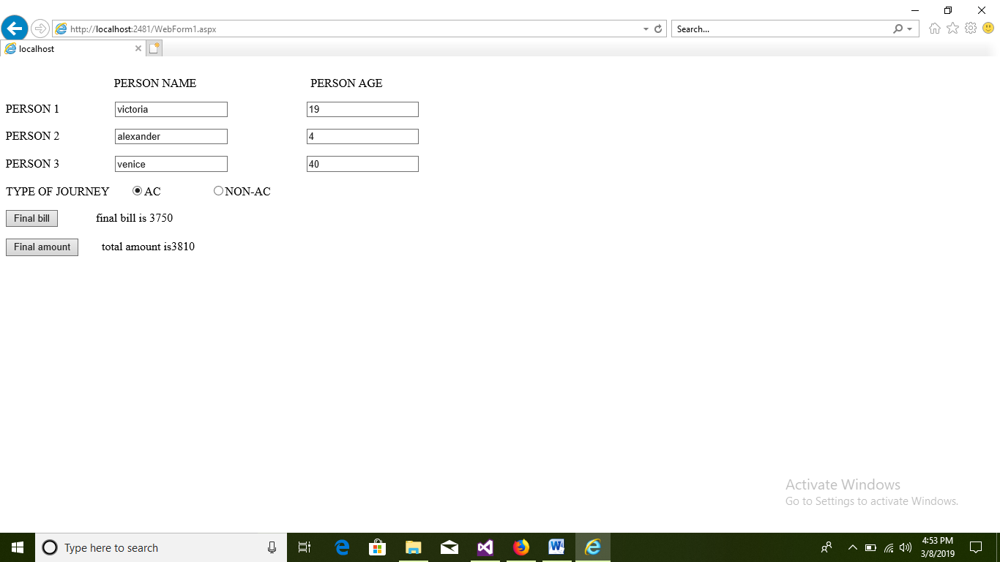 http://localhost:2481/WebForm1.aspx
Search...
localhost
PERSON NAME PERSON AGE
PERSON 1 victoria 19
PERSON 2 alexander 4
PERSON 3 venice 40
TYPE OF JOURNEY AC NON-AC
Final bill final bill is 3750
Final amount total amount is3810
Activate Windows
Go to Settings to activate Windows.
Type here to search
4:53 PM
3/8/2019